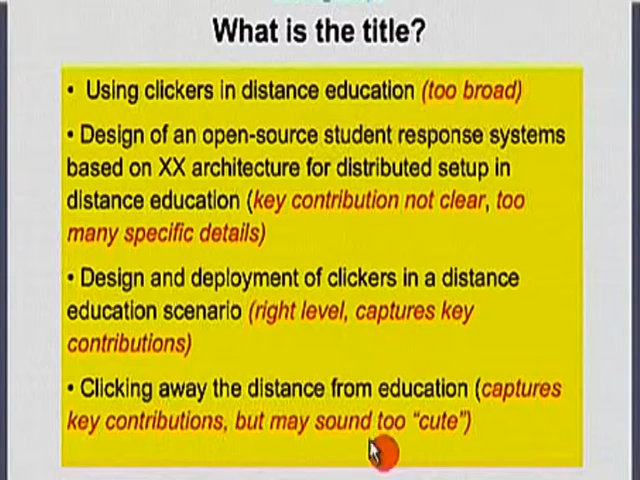 What is the title?
• Using clickers in distance education (too broad)
• Design of an open-source student response systems
based on XX architecture for distributed setup in
distance education (key contribution not clear, too
many specific details)
• Design and deployment of clickers in a distance
education scenario (right level, captures key
contributions)
• Clicking away the distance from education (captures
key contributions, but may sound too “cute”)